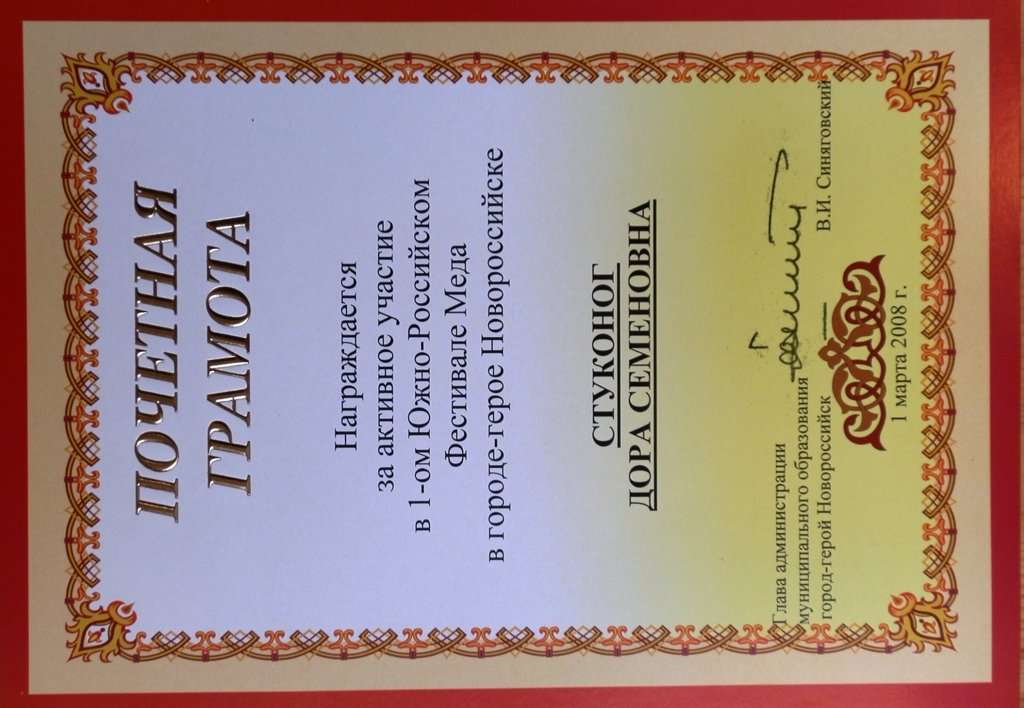 ПОЧЕТНАЯ
ГРАМОТА
Награждается
за активное участие
в 1-ом Южно-Российском
Фестивале Меда
в городе-герое Новороссийске
СТУКОНОГ
ДОРА СЕМЕНОВНА
Глава администрации
муниципального образования
город-герой Новороссийск В.И. Синяговский
1 марта 2008 г.